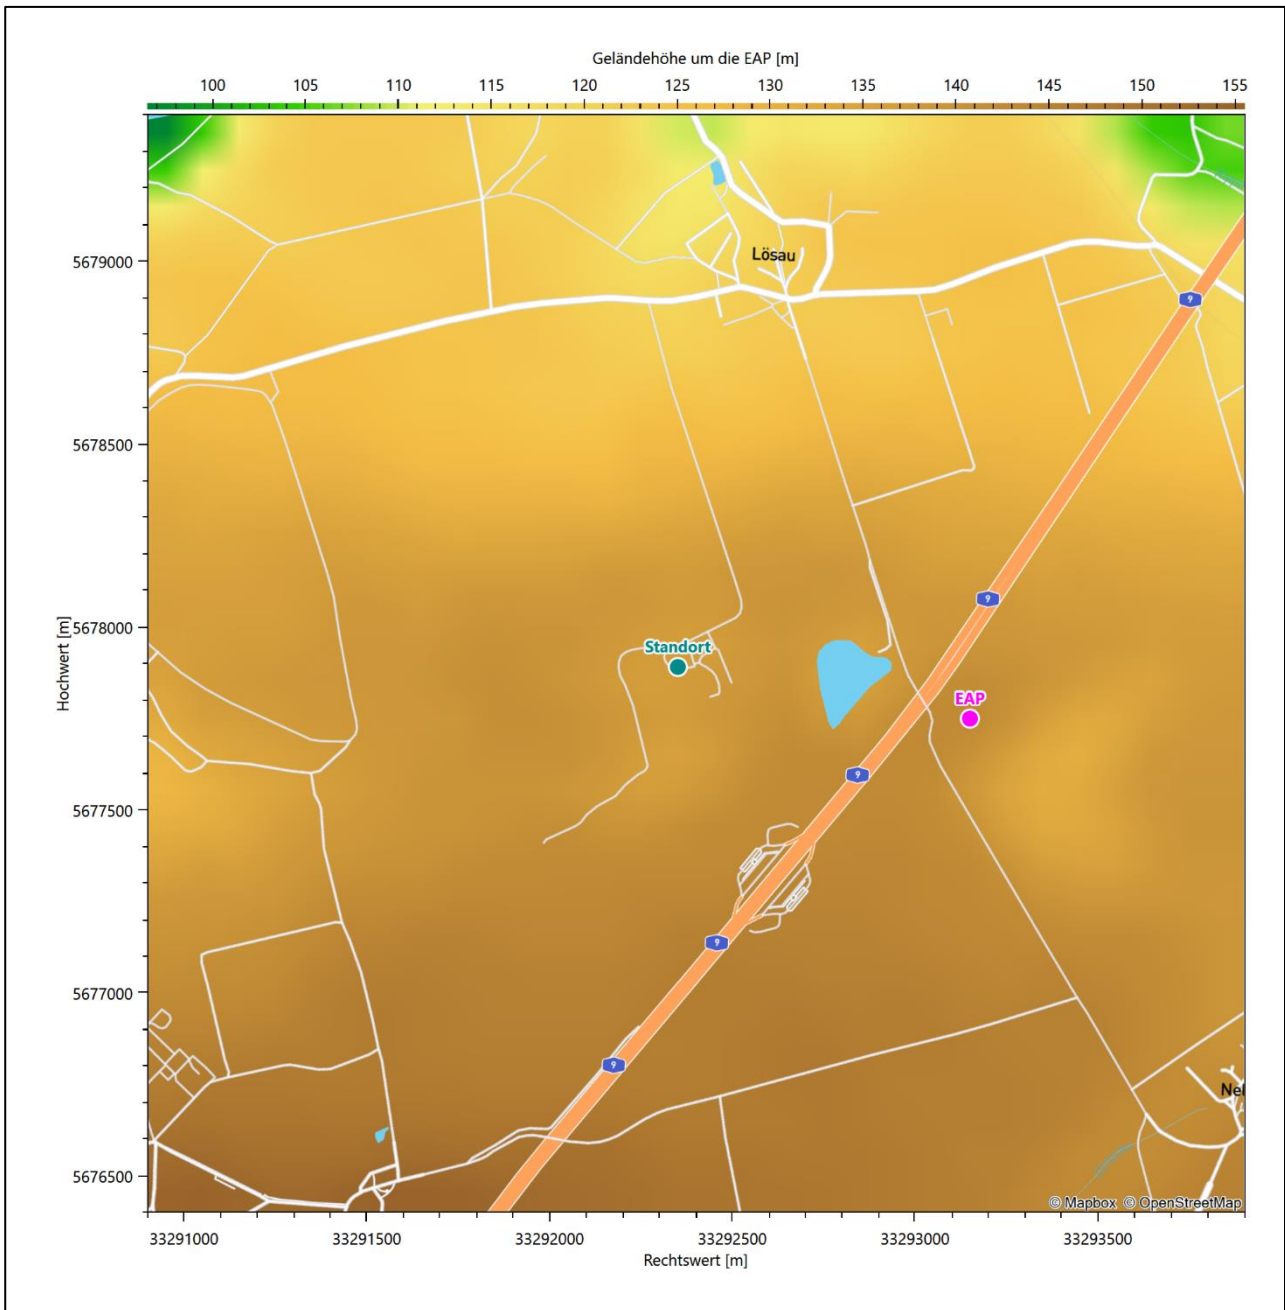 Geländehöhe um die EAP [m]
100 105 110 115 120 125 130 135 140 145 150 155
Lösau
5679000
9
5678500
9
5678000
Standort
Hochwert [m]
EAP
9
5677500
9
5677000
9
Nel
5676500
© Mapbox © OpenStreetMap
33291000 33291500 33292000 33292500 33293000 33293500
Rechtswert [m]